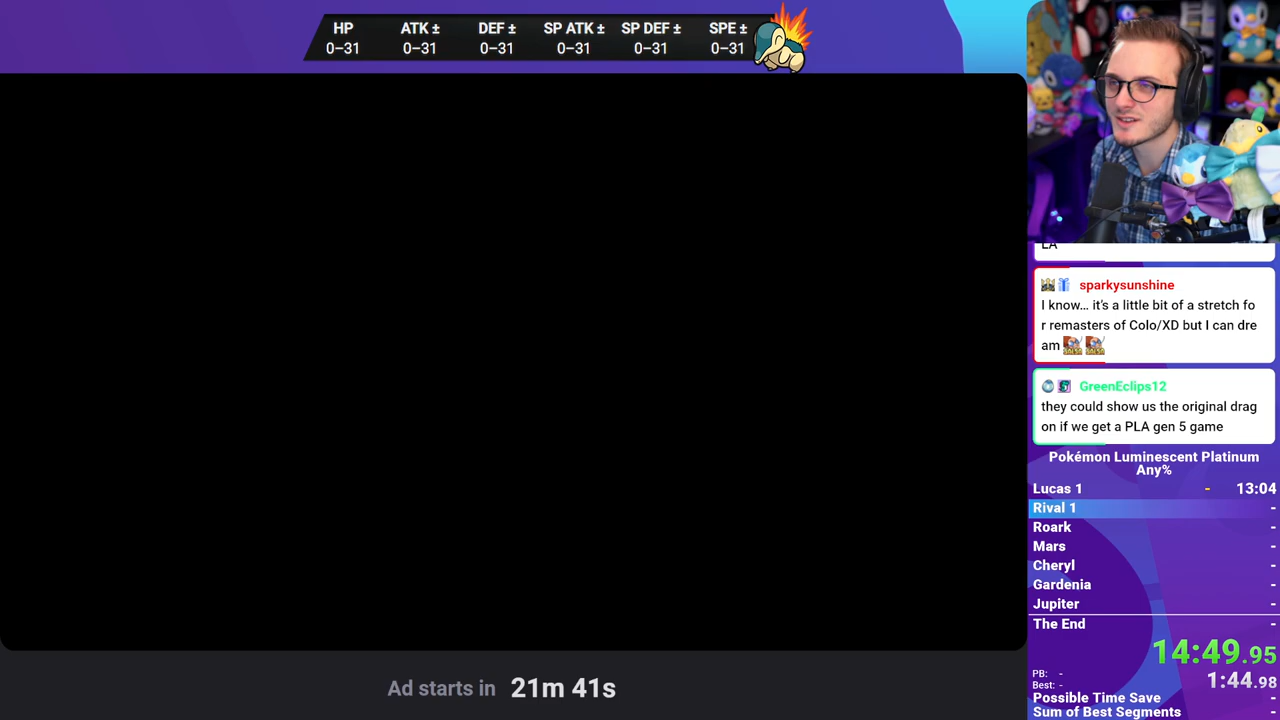 HP ATK ± DEF ± SP ATK ± SP DEF ± SPE ±
0–31 0–31 0–31 0–31 0–31 0–31
LA
sparkysunshine
I know... it's a little bit of a stretch fo
r remasters of Colo/XD but I can dre
am
GreenEclips12
they could show us the original drag
on if we get a PLA gen 5 game
Pokémon Luminescent Platinum
Any%
Lucas 1 - 13:04
Rival 1 -
Roark -
Mars -
Cheryl -
Gardenia -
Jupiter -
The End -
14:49.95
PB: -
Best: - 1:44.98
Possible Time Save -
Sum of Best Segments -
Ad starts in 21m 41s